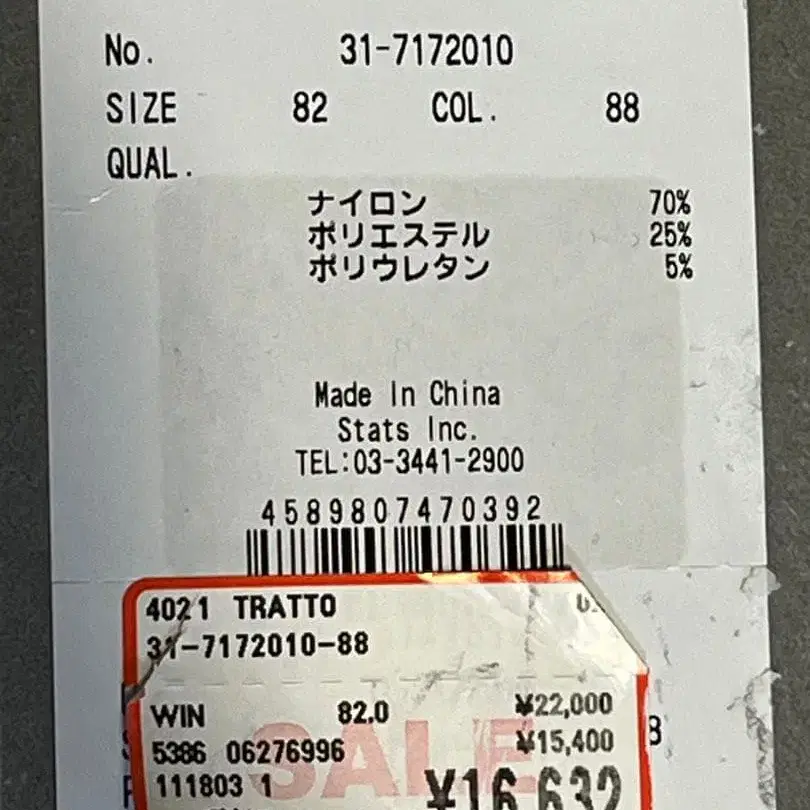 No. 31-7172010
SIZE 82 COL. 88
QUAL.
ナイロン 70%
ポリエステル 25%
ポリウレタン 5%
Made In China
Stats Inc.
TEL:03-3441-2900
4589807470392
4021 TRATTO
31-7172010-88
WIN 82.0 ¥22,000
5386 06276996 ¥15,400
SALE
111803 1 ¥16,632